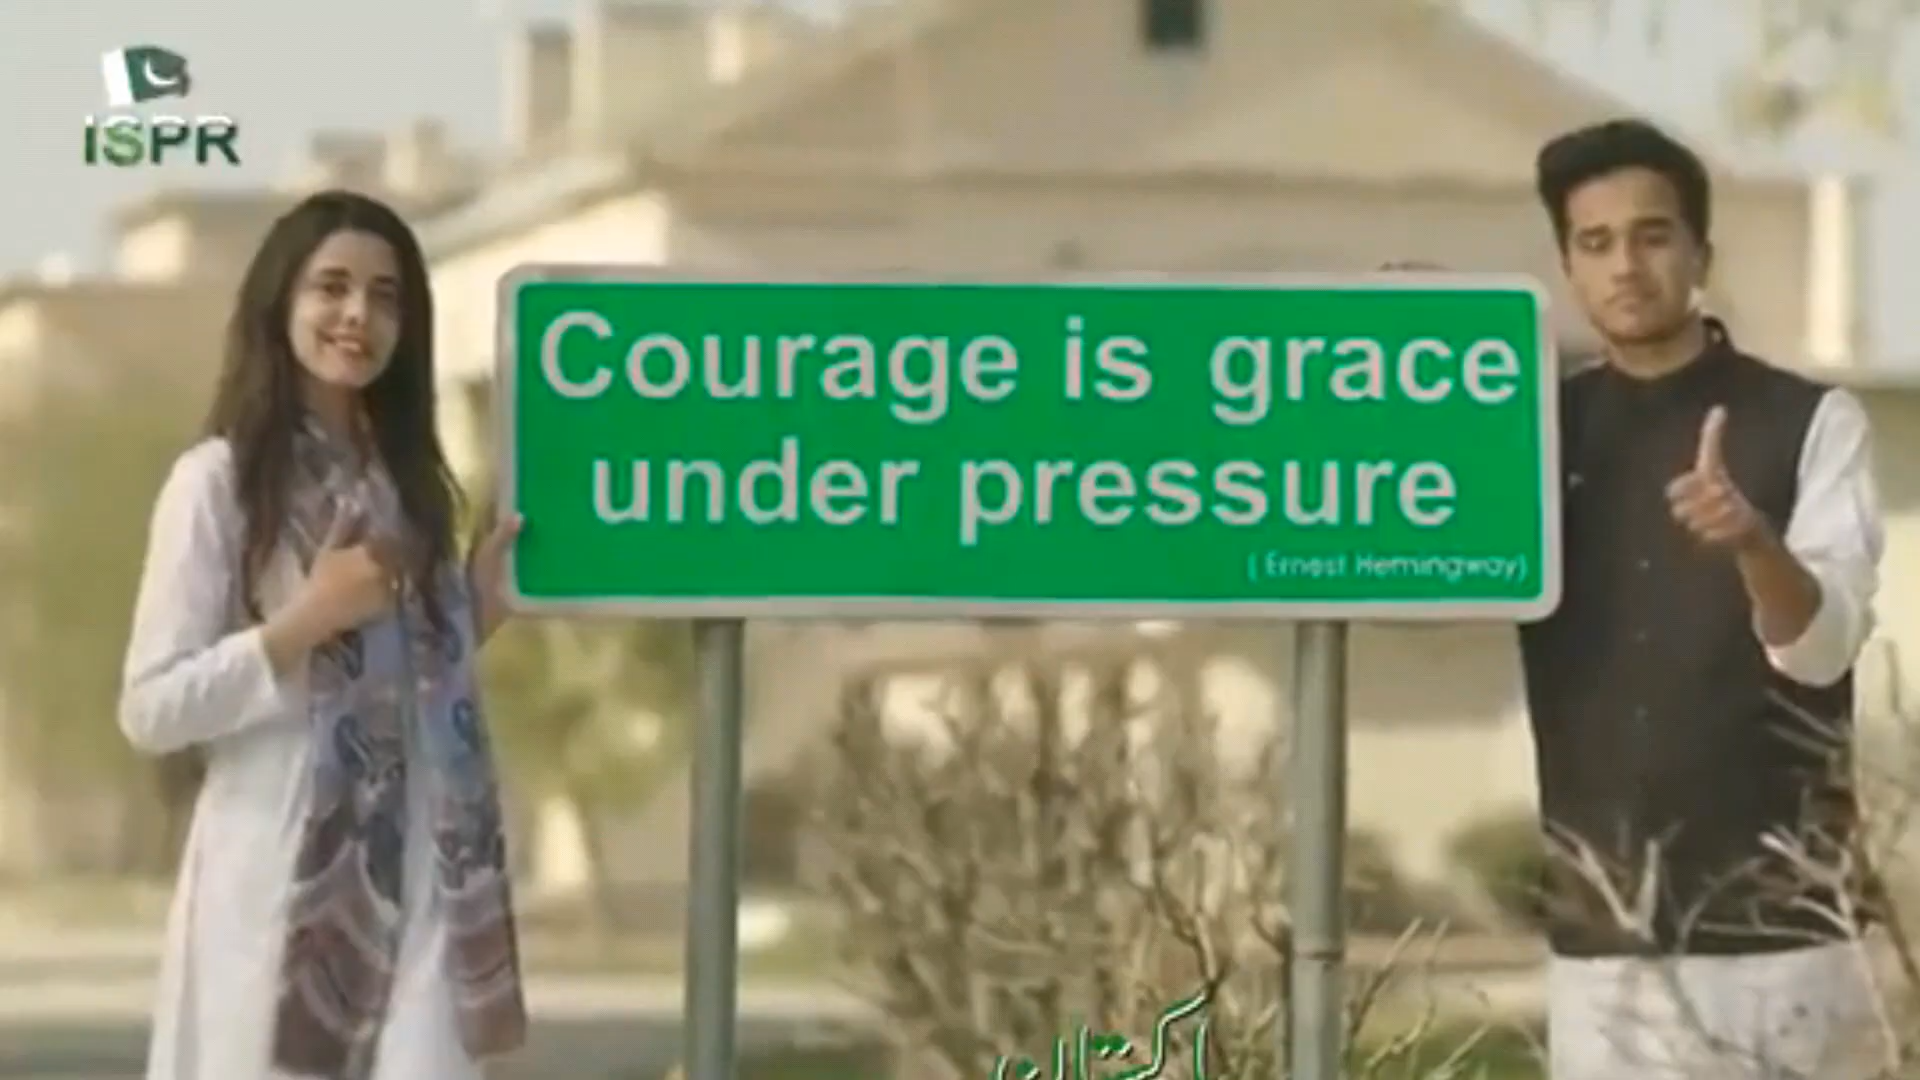 ISPR
Courage is grace
under pressure
( Ernest Hemingway)